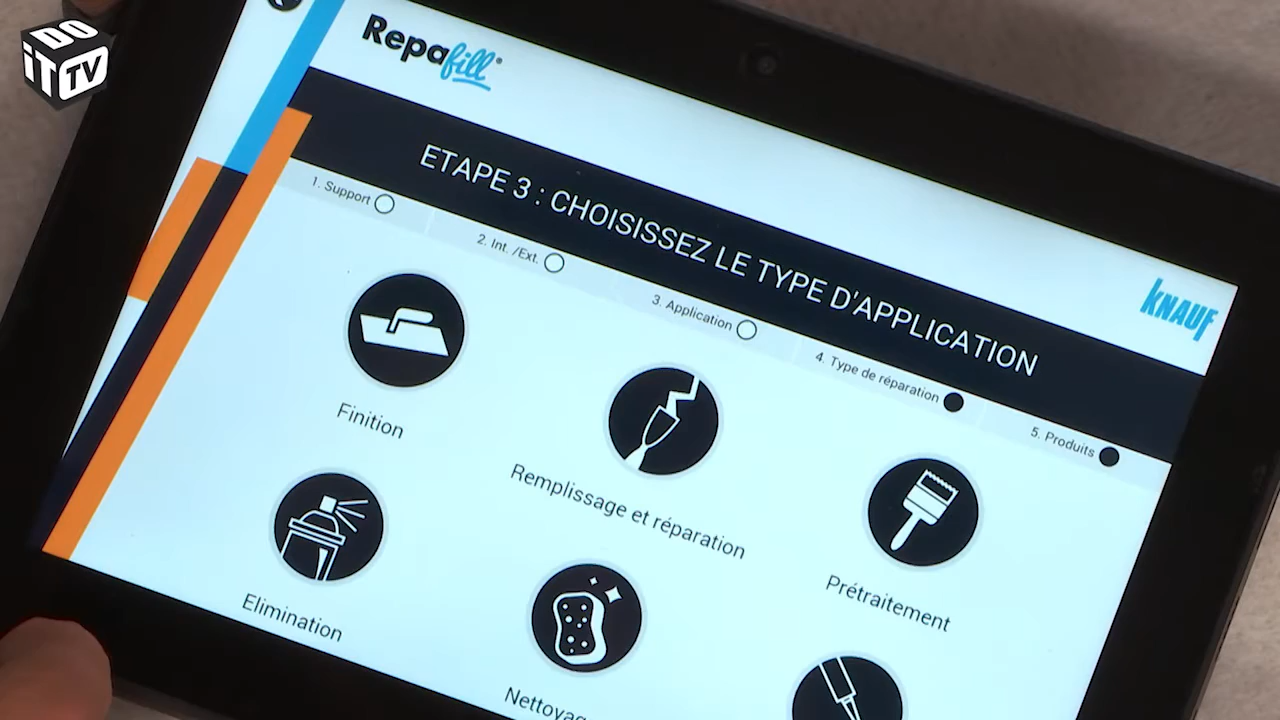 DO
iT TV
Repafill®
KNAUF
ETAPE 3 : CHOISISSEZ LE TYPE D'APPLICATION
1. Support
2. Int. /Ext.
3. Application
4. Type de réparation
5. Produits
Finition
Remplissage et réparation
Prétraitement
Elimination